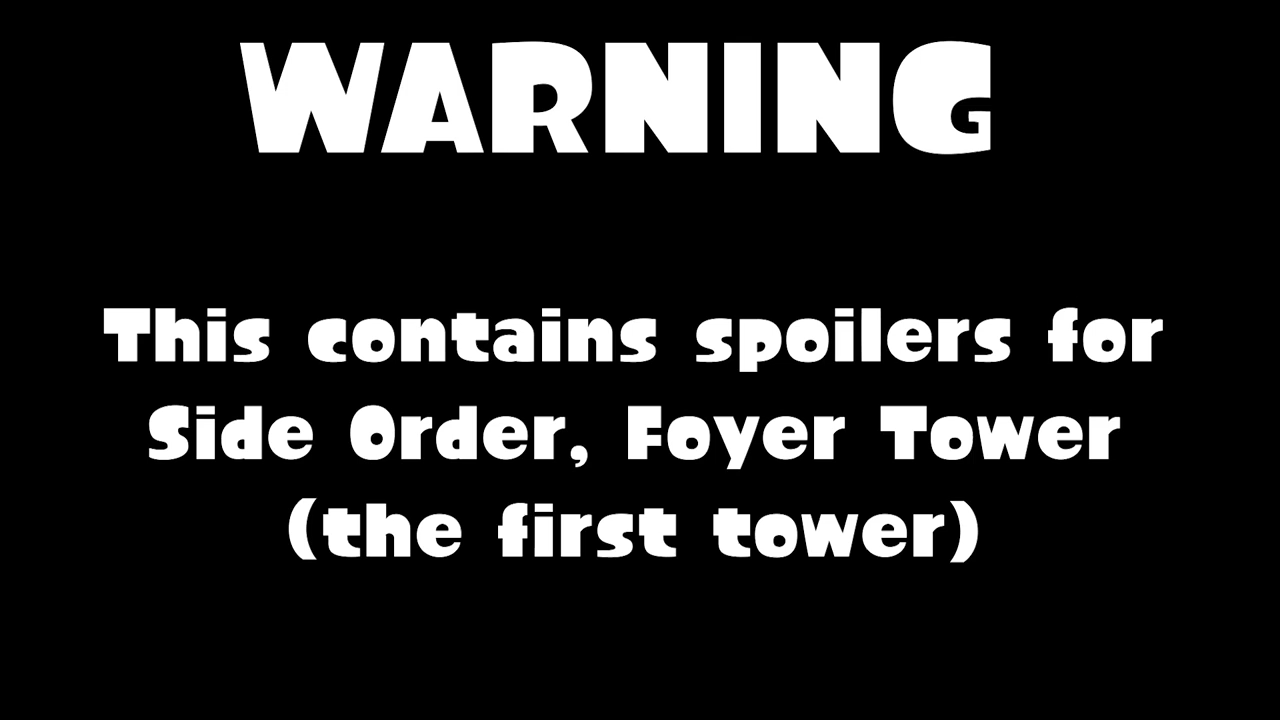 WARNING
This contains spoilers for
Side Order, Foyer Tower
(the first tower)